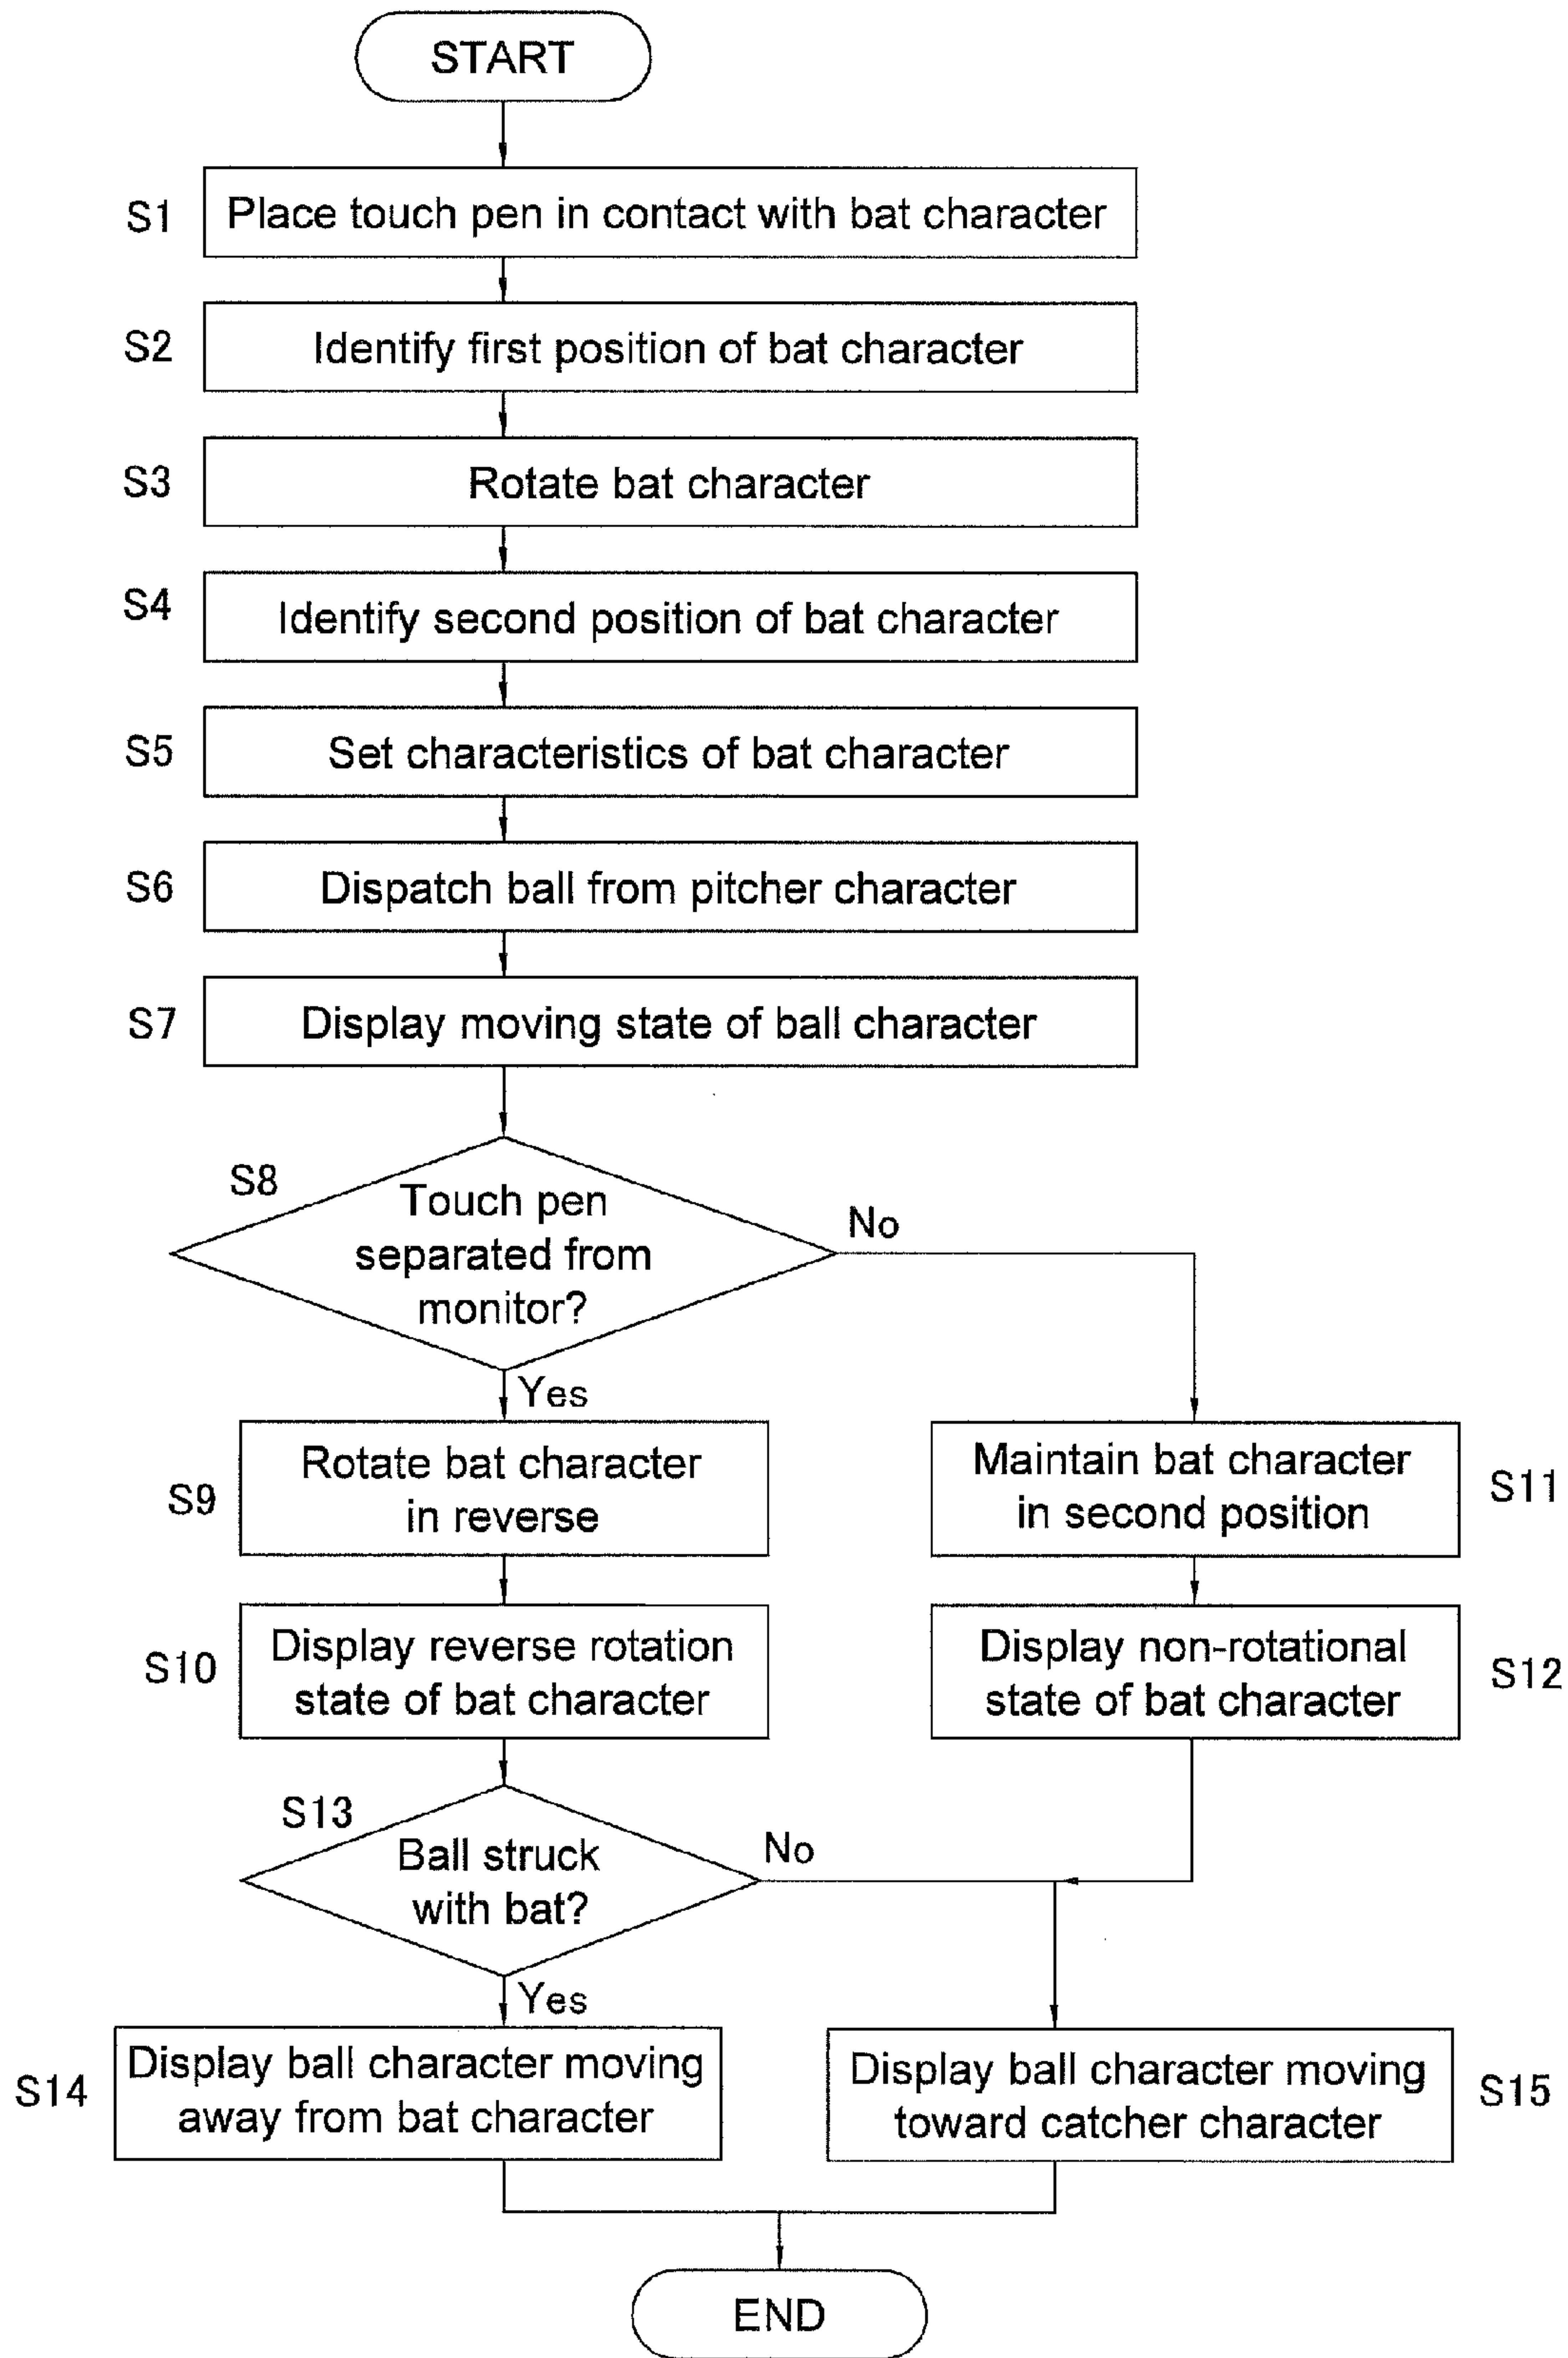 START
S1
Place touch pen in contact with bat character
S2
Identify first position of bat character
S3
Rotate bat character
S4
Identify second position of bat character
S5
Set characteristics of bat character
S6
Dispatch ball from pitcher character
S7
Display moving state of ball character
S8
Touch pen
separated from
monitor?
No
Yes
S9
Rotate bat character
in reverse
Maintain bat character
in second position
S11
S10
Display reverse rotation
state of bat character
Display non-rotational
state of bat character
S12
S13
Ball struck
with bat?
No
Yes
S14
Display ball character moving
away from bat character
Display ball character moving
toward catcher character
S15
END